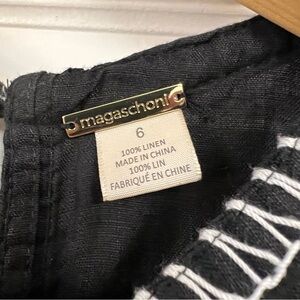 magaschoni
6
100% LINEN
MADE IN CHINA
100% LIN
FABRIQUÉ EN CHINE